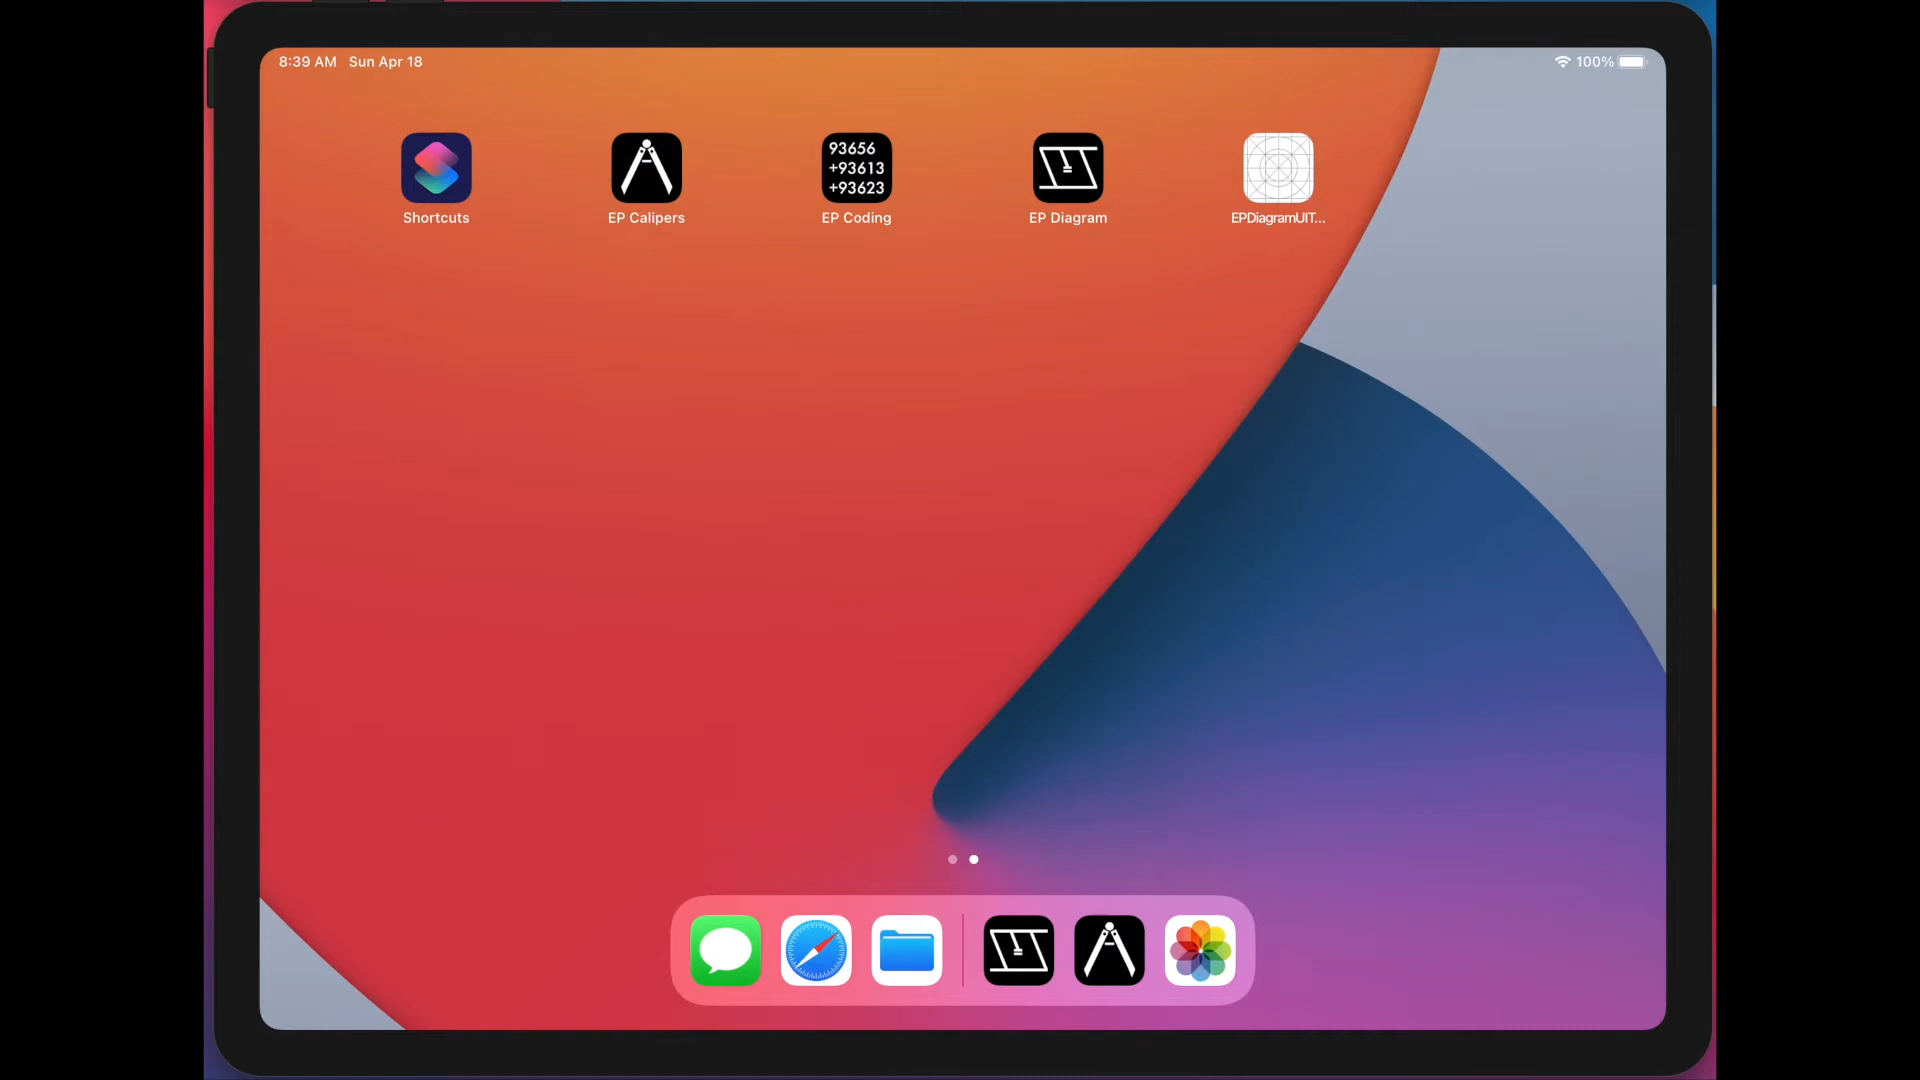 8:39 AM Sun Apr 18
100%
93656
+93613
+93623
Shortcuts
EP Calipers
EP Coding
EP Diagram
EPDiagramUIT...